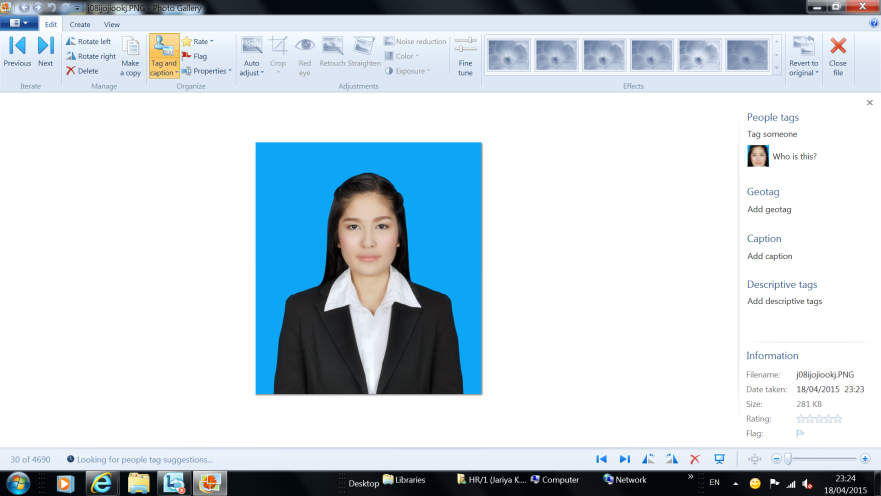 j08ijojiookj.PNG - Photo Gallery
Edit Create View
Previous Next
Iterate
Rotate left
Rotate right
Delete
Make a copy
Manage
Tag and caption
Rate
Flag
Properties
Organize
Auto adjust
Crop
Red eye
Retouch
Straighten
Noise reduction
Color
Exposure
Adjustments
Fine tune
Effects
Revert to original
Close file
People tags
Tag someone
Who is this?
Geotag
Add geotag
Caption
Add caption
Descriptive tags
Add descriptive tags
Information
Filename: j08ijojiookj.PNG
Date taken: 18/04/2015 23:23
Size: 281 KB
Rating:
Flag:
30 of 4690 Looking for people tag suggestions...
Desktop Libraries HR/1 (Jariya K.... Computer Network » EN 23:24
18/04/2015